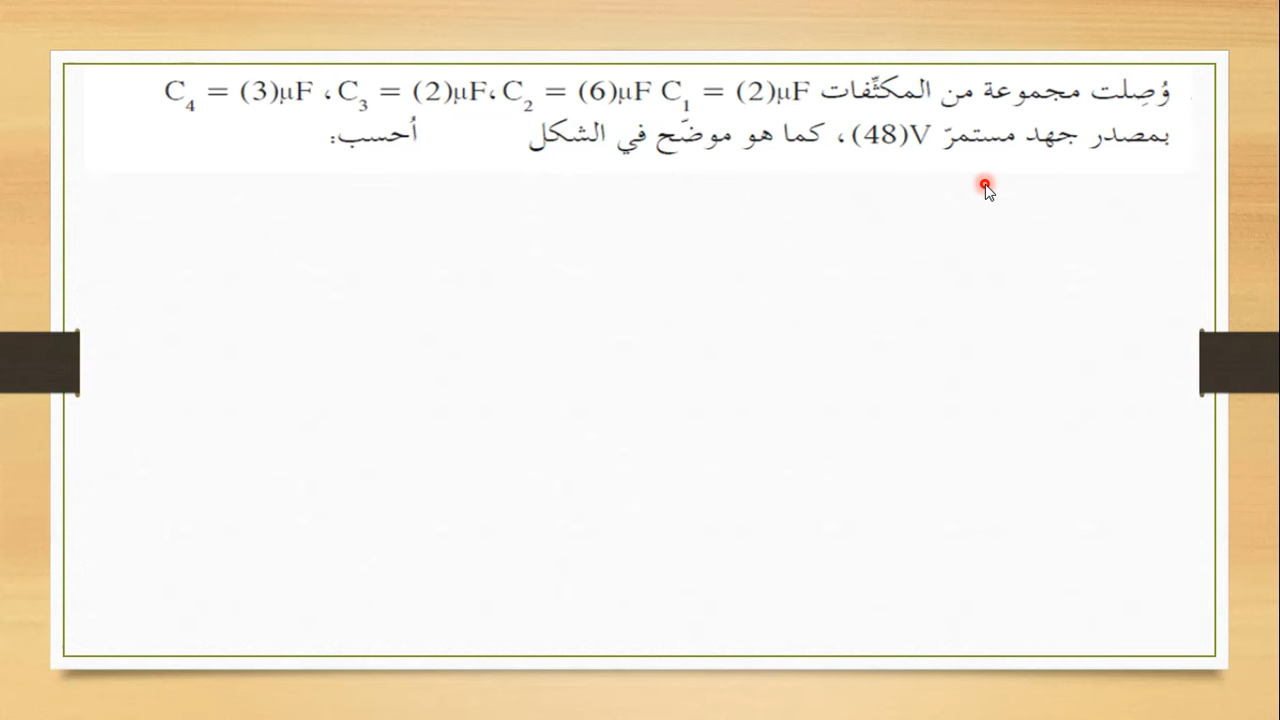 وُصِلت مجموعة من المكثِّفات C₁ = (2)μF C₂ = (6)μF، C₃ = (2)μF، C₄ = (3)μF
بمصدر جهد مستمرّ (48)V، كما هو موضّح في الشكل أحسب: